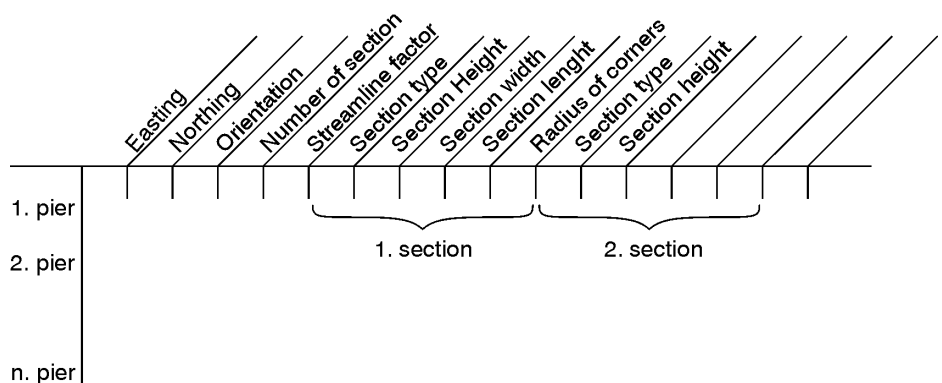 Easting
Northing
Orientation
Number of section
Streamline factor
Section type
Section Height
Section width
Section lenght
Radius of corners
Section type
Section height
1. pier
1. section
2. section
2. pier
n. pier